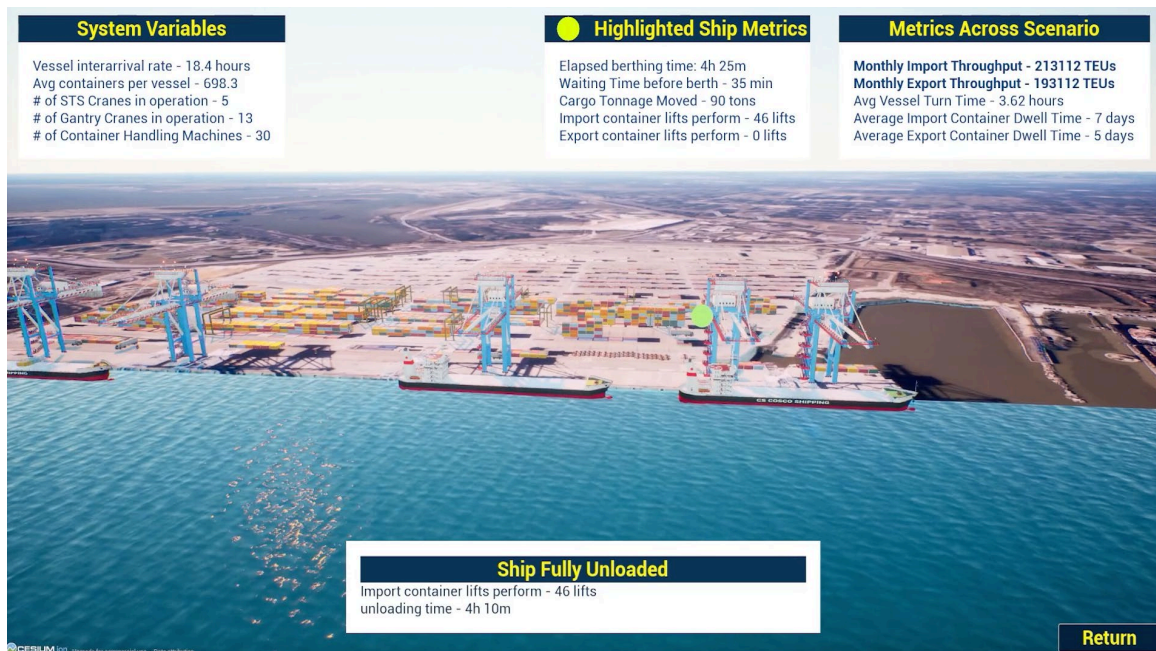 System Variables
Vessel interarrival rate - 18.4 hours
Avg containers per vessel - 698.3
# of STS Cranes in operation - 5
# of Gantry Cranes in operation - 13
# of Container Handling Machines - 30
Highlighted Ship Metrics
Elapsed berthing time: 4h 25m
Waiting Time before berth - 35 min
Cargo Tonnage Moved - 90 tons
Import container lifts perform - 46 lifts
Export container lifts perform - 0 lifts
Metrics Across Scenario
Monthly Import Throughput - 213112 TEUs
Monthly Export Throughput - 193112 TEUs
Avg Vessel Turn Time - 3.62 hours
Average Import Container Dwell Time - 7 days
Average Export Container Dwell Time - 5 days
CS COSCO SHIPPING
Ship Fully Unloaded
Import container lifts perform - 46 lifts
unloading time - 4h 10m
CESIUM ion
Return